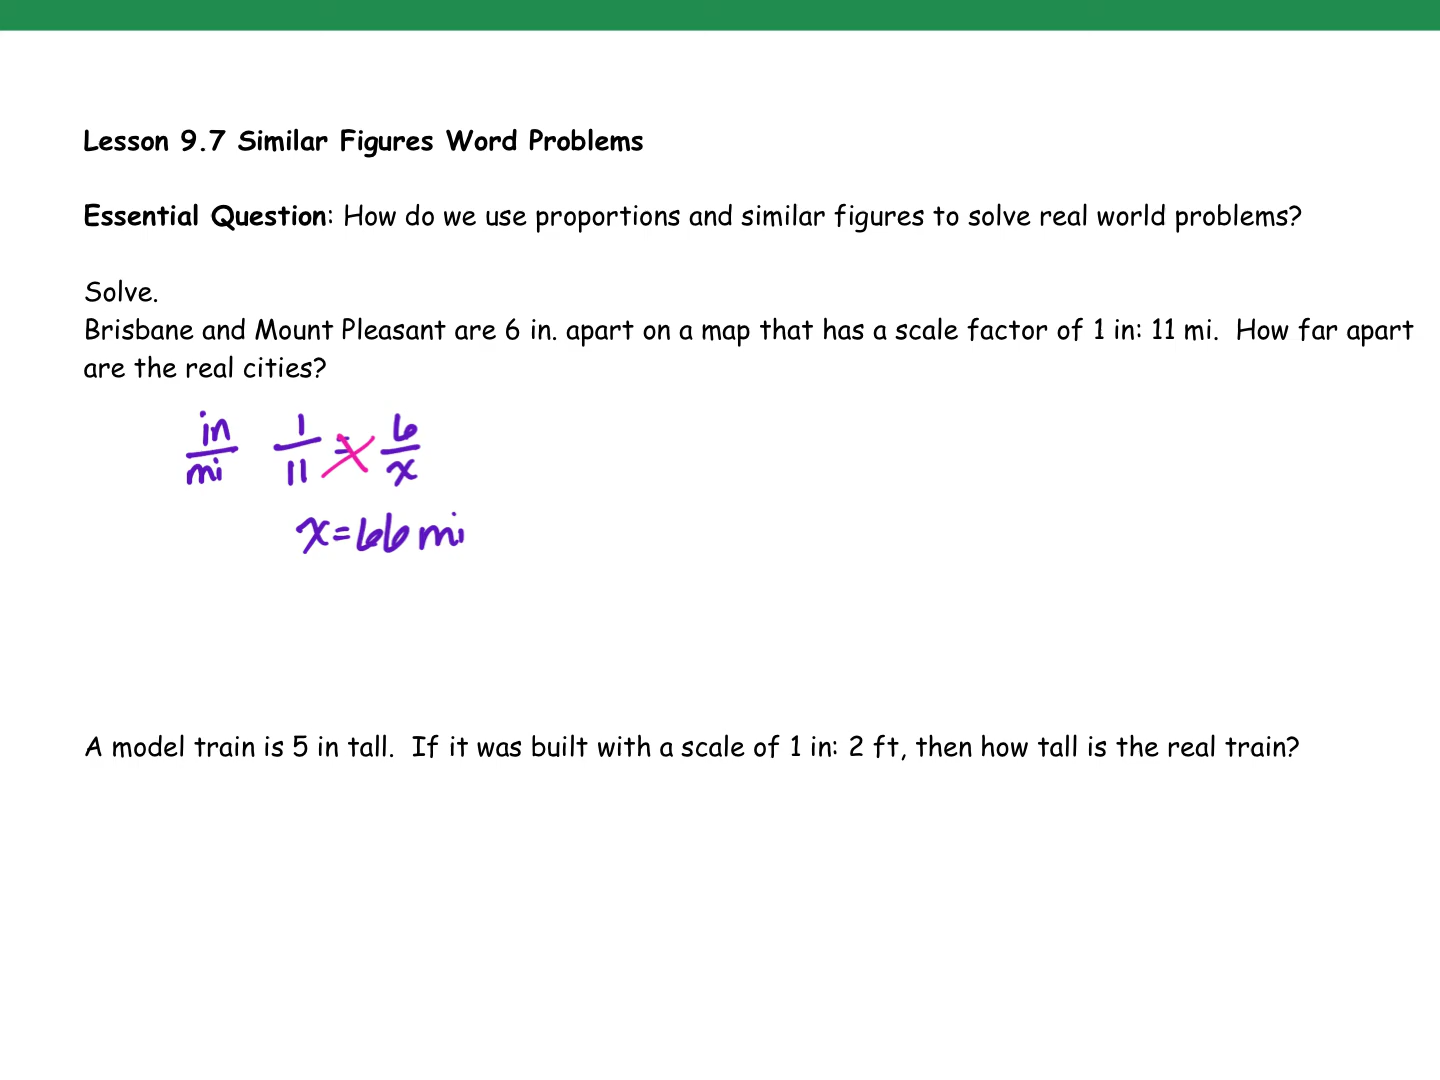 Lesson 9.7 Similar Figures Word Problems
Essential Question: How do we use proportions and similar figures to solve real world problems?
Solve.
Brisbane and Mount Pleasant are 6 in. apart on a map that has a scale factor of 1 in: 11 mi.  How far apart
are the real cities?
in/mi 1/11 = 6/x
x=66 mi
A model train is 5 in tall.  If it was built with a scale of 1 in: 2 ft, then how tall is the real train?